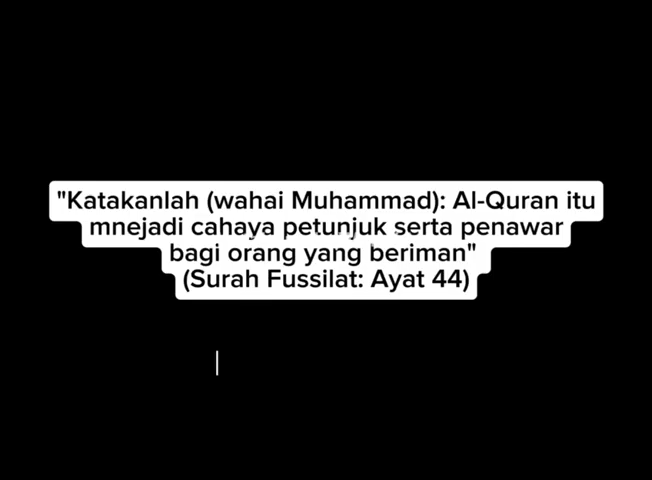 "Katakanlah (wahai Muhammad): Al-Quran itu
mnejadi cahaya petunjuk serta penawar
bagi orang yang beriman"
(Surah Fussilat: Ayat 44)